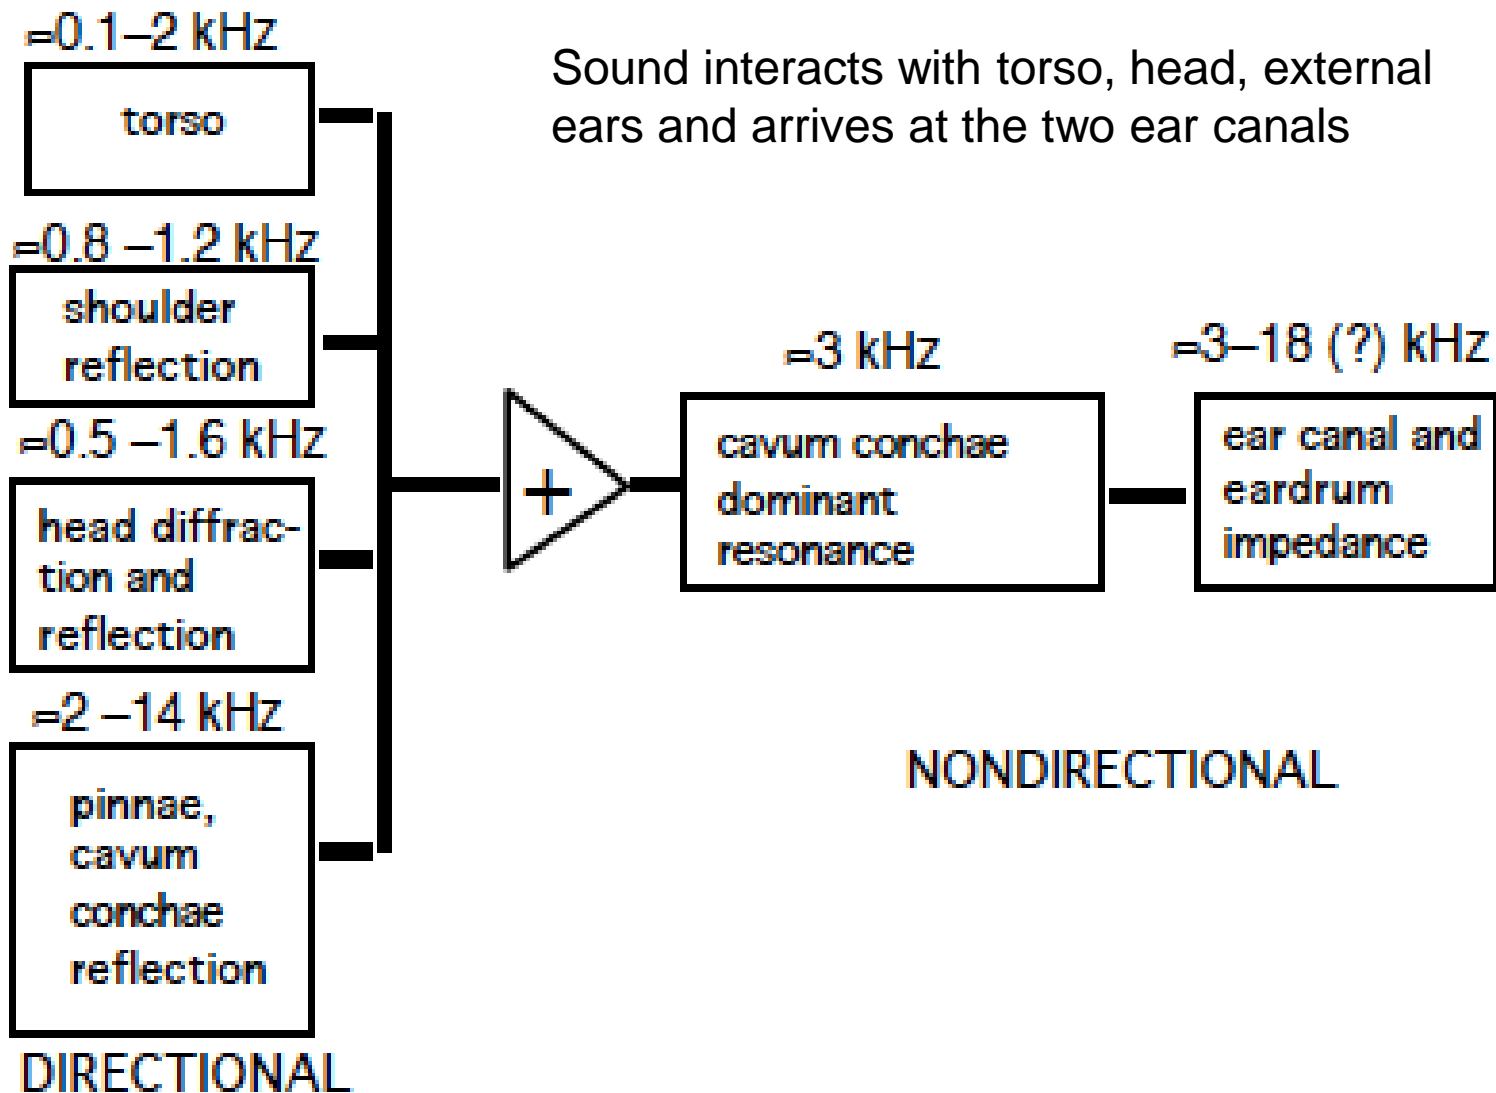 =0.1–2 kHz
torso
Sound interacts with torso, head, external
ears and arrives at the two ear canals
=0.8 –1.2 kHz
shoulder
reflection
=0.5 –1.6 kHz
head diffrac-
tion and
reflection
=2 –14 kHz
pinnae,
cavum
conchae
reflection
DIRECTIONAL
+
=3 kHz
cavum conchae
dominant
resonance
=3–18 (?) kHz
ear canal and
eardrum
impedance
NONDIRECTIONAL